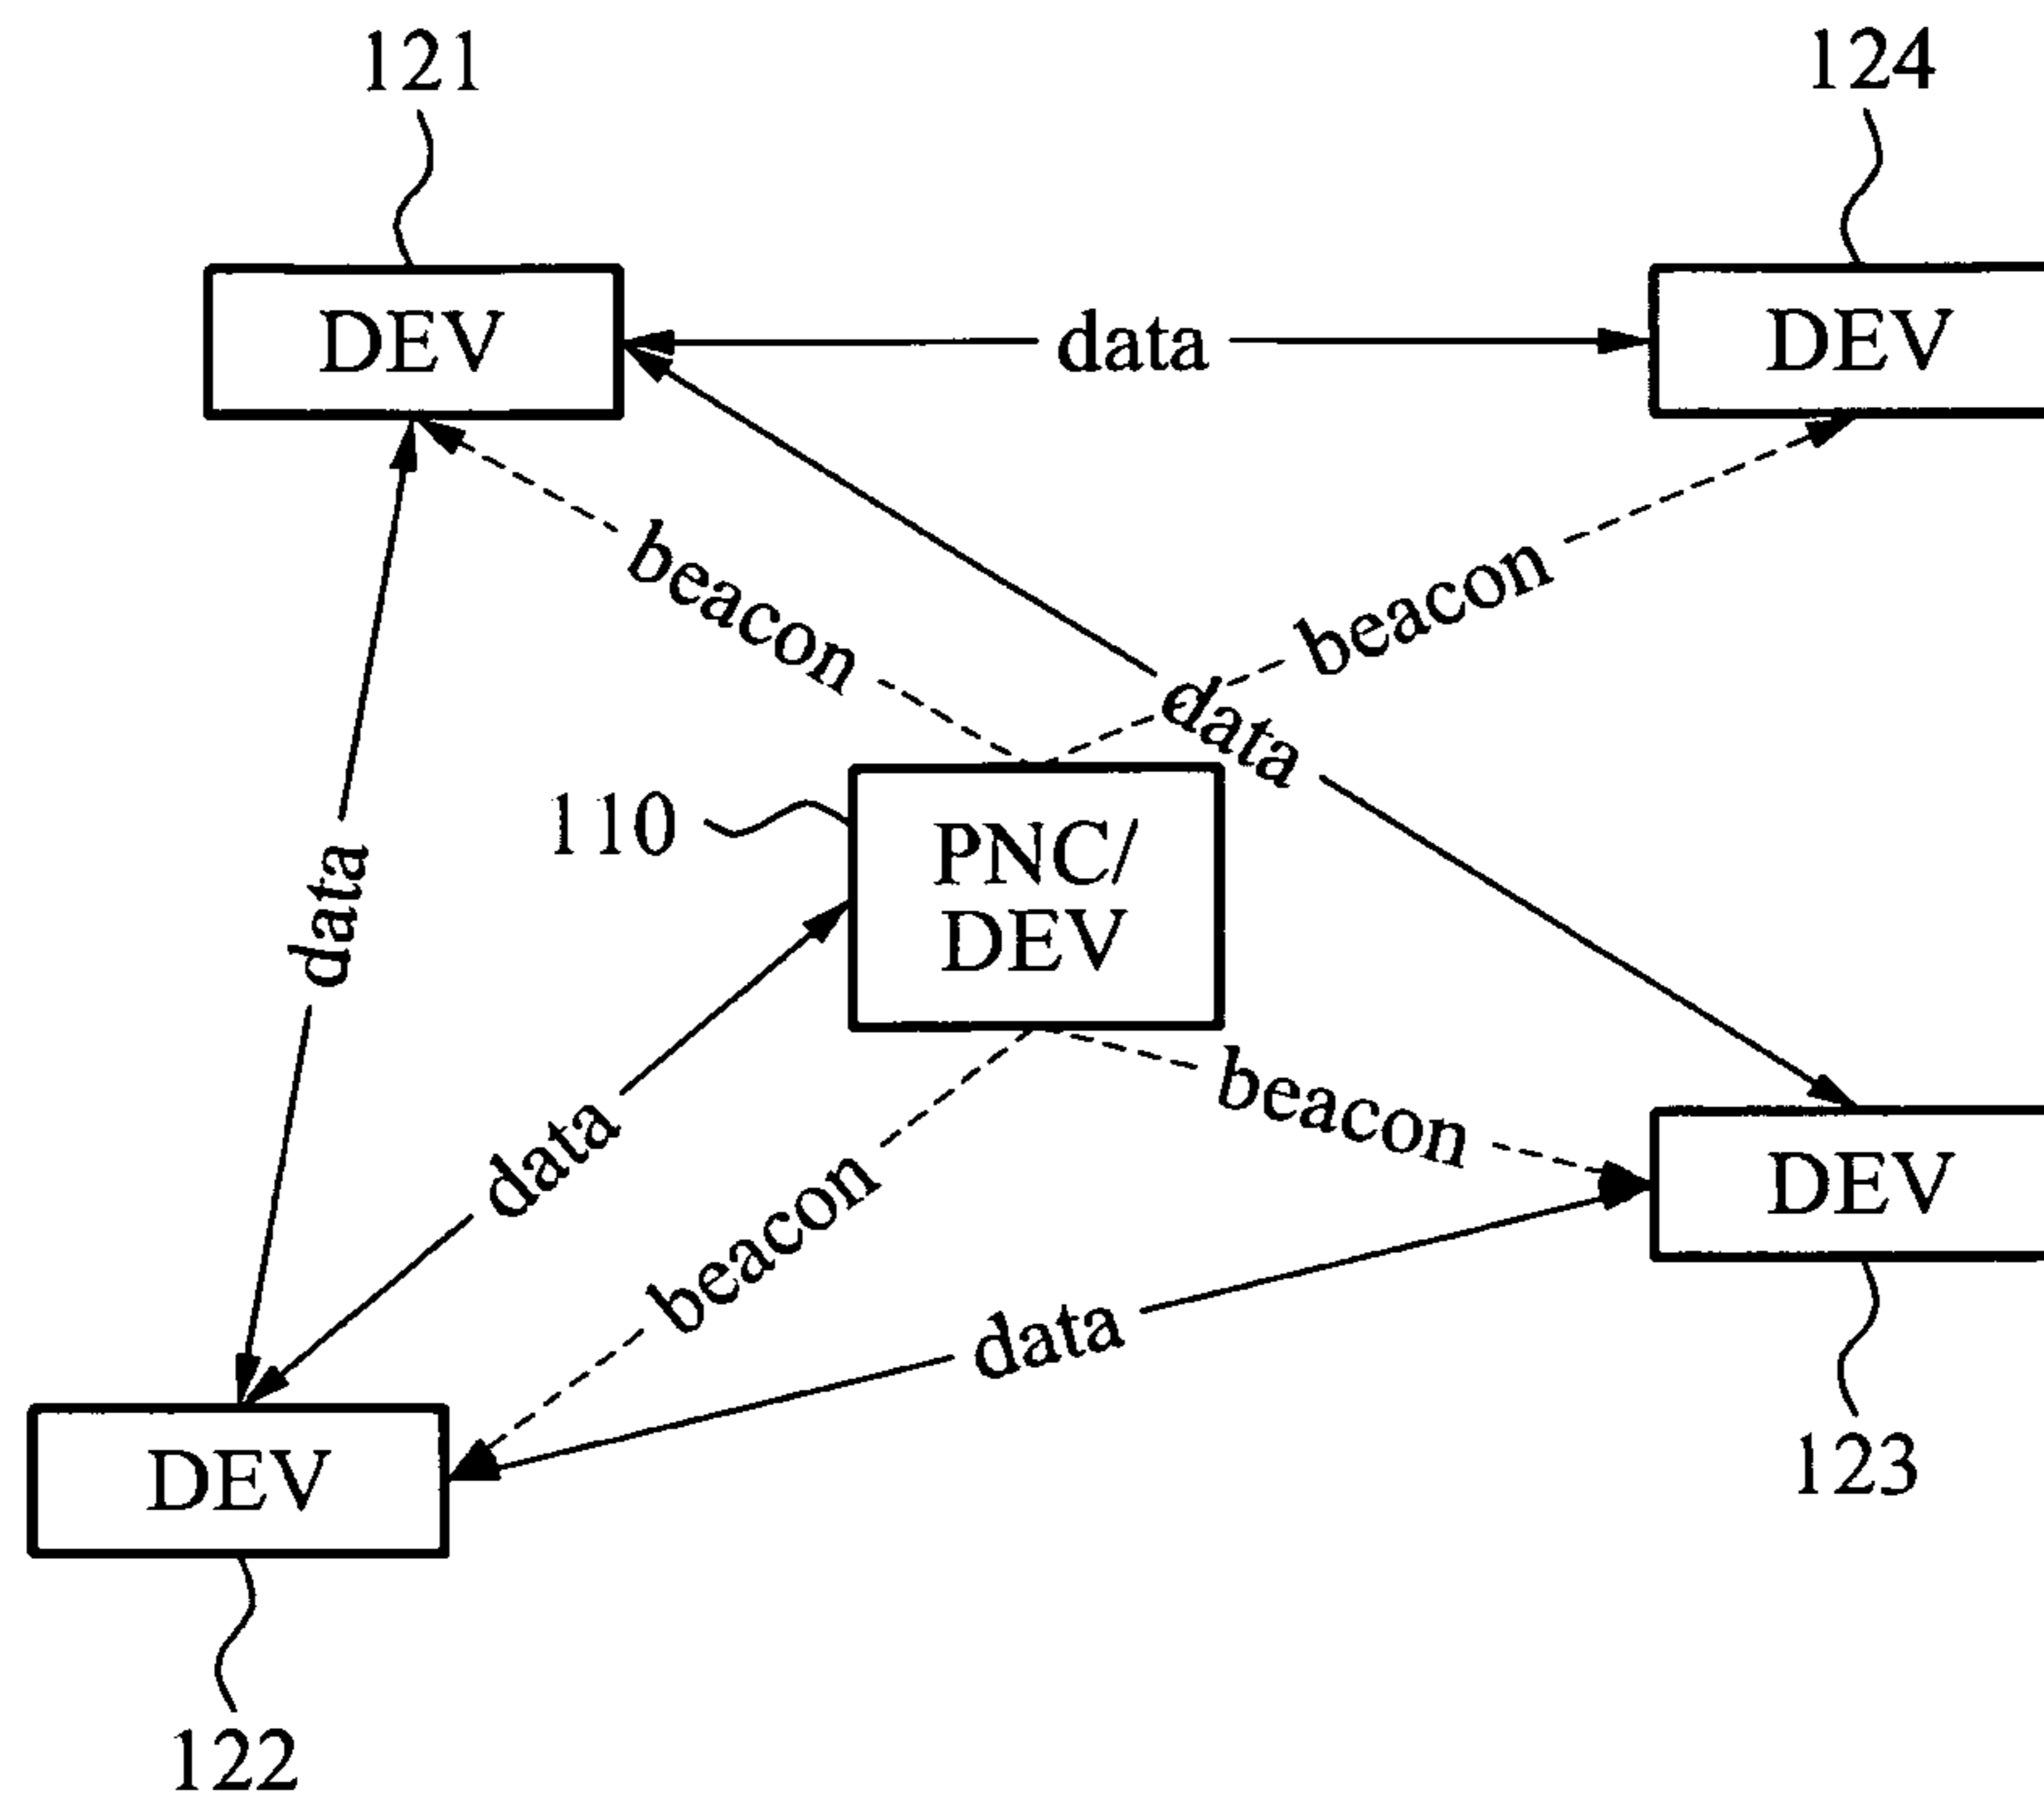 121
124
DEV
DEV
data
beacon
beacon
data
110
PNC/
DEV
data
beacon
data
beacon
DEV
data
DEV
123
122